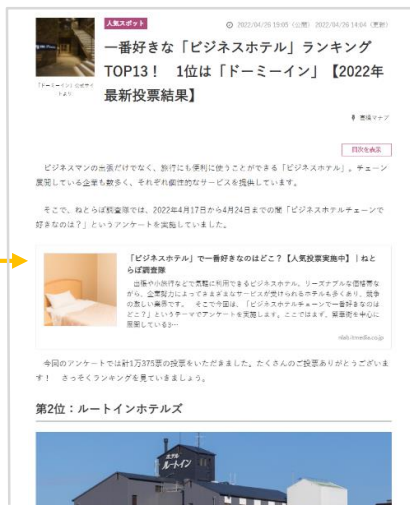 人気スポット
2022/04/26 19:05（公開） 2022/04/26 14:04（更新）
一番好きな「ビジネスホテル」ランキング
TOP13！ 1位は「ドーミーイン」【2022年
最新投票結果】
「ドーミーイン」公式サイ
トより
目次を表示
ビジネスマンの出張だけでなく、旅行にも便利に使うことができる「ビジネスホテル」。チェーン
展開している企業も数多く、それぞれ個性的なサービスを提供しています。
そこで、ねとらぼ調査隊では、2022年4月17日から4月24日までの間「ビジネスホテルチェーンで
好きなのは？」というアンケートを実施していました。
「ビジネスホテル」で一番好きなのはどこ？【人気投票実施中】｜ねと
らぼ調査隊
出張や小旅行などで気軽に利用できるビジネスホテル。リーズナブルな価格帯な
がら、企業努力によってさまざまなサービスが受けられるホテルも多くあり、競争
の激しい業界です。 そこで今回は、「ビジネスホテルチェーンで一番好きなのは
どこ？」というテーマでアンケートを実施します。ここではまず、繁華街を中心に
展開している3…
nlab.itmedia.co.jp
今回のアンケートでは計1万375票の投票をいただきました。たくさんのご投票ありがとうございま
す！ さっそくランキングを見ていきましょう。
第2位：ルートインホテルズ
ホテル
ルートイン